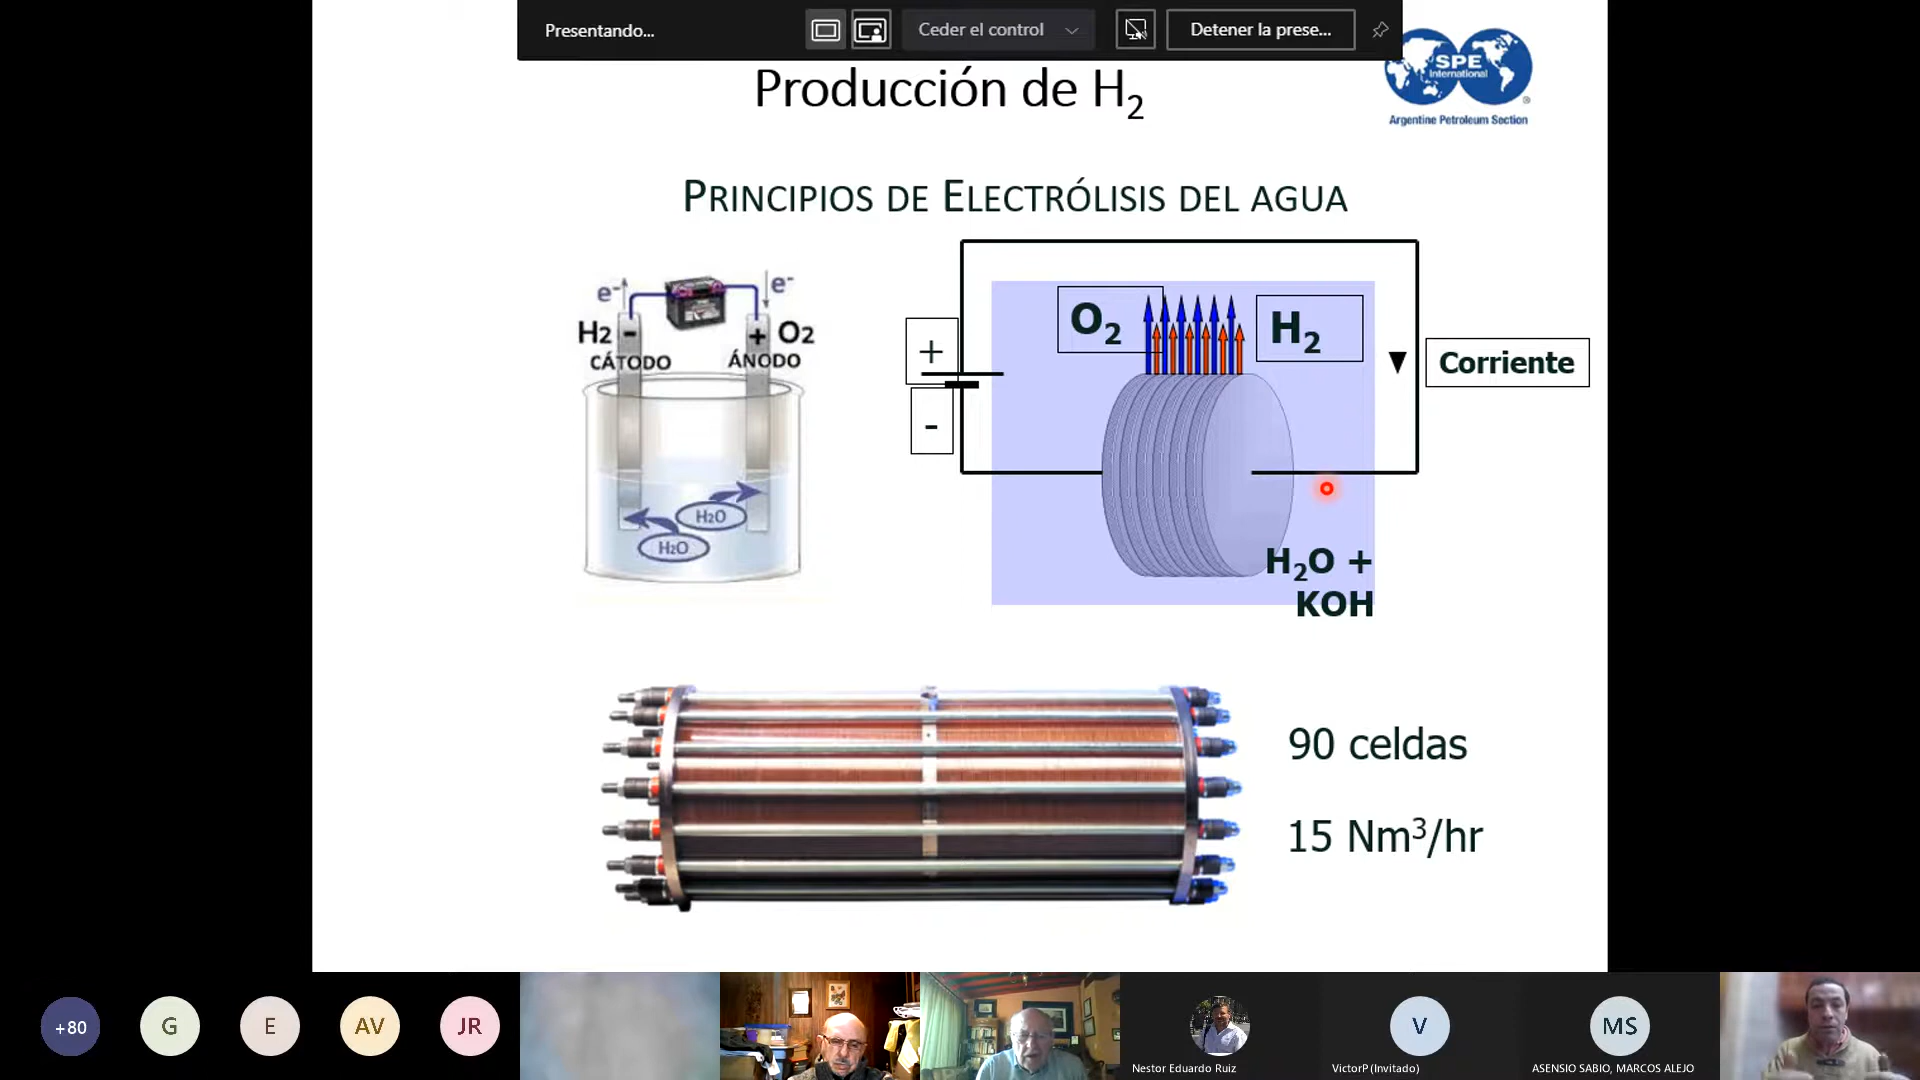 Presentando...
Ceder el control
Detener la prese...
Producción de H2
SPE
International
®
Argentine Petroleum Section
PRINCIPIOS DE ELECTRÓLISIS DEL AGUA
e-
e-
H2
-
+
O2
CÁTODO
ÁNODO
H2O
H2O
+
-
O2
H2
Corriente
H2O +
KOH
90 celdas
15 Nm3/hr
+80
G
E
AV
JR
Nestor Eduardo Ruiz
V
VictorP (Invitado)
MS
ASENSIO SABIO, MARCOS ALEJO